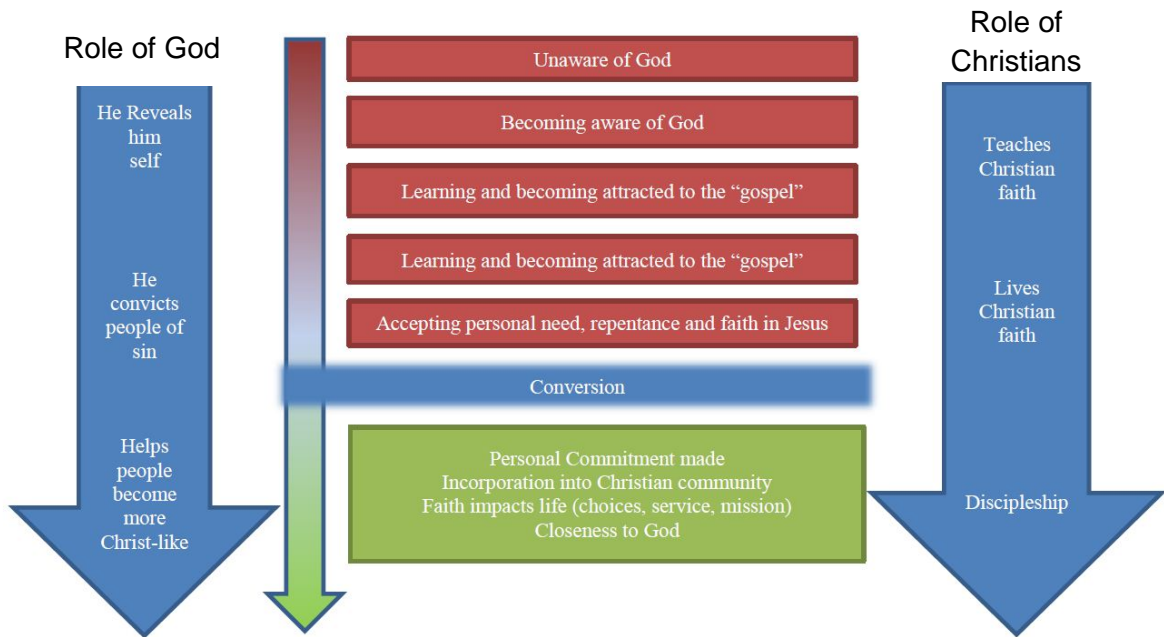 Role of God
He Reveals
him
self
He
convicts
people of
sin
Helps
people
become
more
Christ-like
Unaware of God
Becoming aware of God
Learning and becoming attracted to the “gospel”
Learning and becoming attracted to the “gospel”
Accepting personal need, repentance and faith in Jesus
Conversion
Personal Commitment made
Incorporation into Christian community
Faith impacts life (choices, service, mission)
Closeness to God
Role of
Christians
Teaches
Christian
faith
Lives
Christian
faith
Discipleship